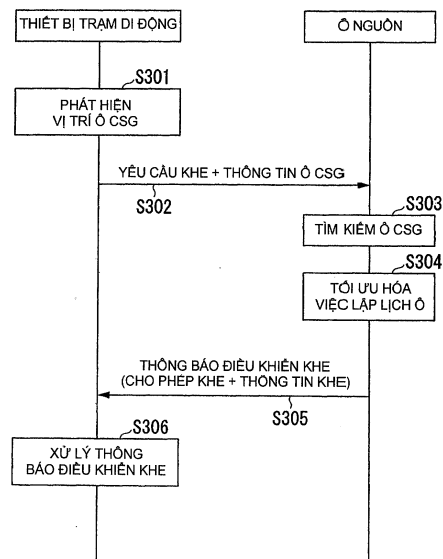 THIẾT BỊ TRẠM DI ĐỘNG
Ô NGUỒN
S301
PHÁT HIỆN
VỊ TRÍ Ô CSG
YÊU CẦU KHE + THÔNG TIN Ô CSG
S302
S303
TÌM KIẾM Ô CSG
S304
TỐI ƯU HÓA
VIỆC LẬP LỊCH Ô
THÔNG BÁO ĐIỀU KHIỂN KHE
(CHO PHÉP KHE + THÔNG TIN KHE)
S305
S306
XỬ LÝ THÔNG
BÁO ĐIỀU KHIỂN KHE